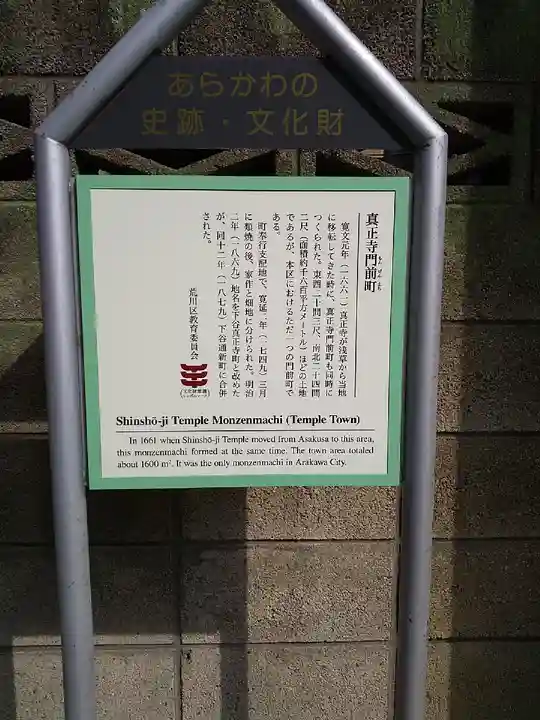 あらかわの
史跡・文化財
真正寺門前町
もんぜんまち
寛文元年（一六六一）真正寺が浅草から当地
に移転してきた時に、真正寺門前町も同時に
つくられた。東西二十間三尺、南北二十四間
二尺（面積約千六百平方メートル）ほどの土地
であるが、本区におけるただ一つの門前町で
ある。
町奉行支配地で、寛延二年（一七四九）三月
に類焼の後、家作と畑地に分けられた。明治
二年（一八六九）地名を下谷真正寺町と改めた
が、同十二年（一八七九）下谷通新町に合併
された。
荒川区教育委員会
Shinshō-ji Temple Monzenmachi (Temple Town)
In 1661 when Shinshō-ji Temple moved from Asakusa to this area,
this monzenmachi formed at the same time. The town area totaled
about 1600 m². It was the only monzenmachi in Arakawa City.